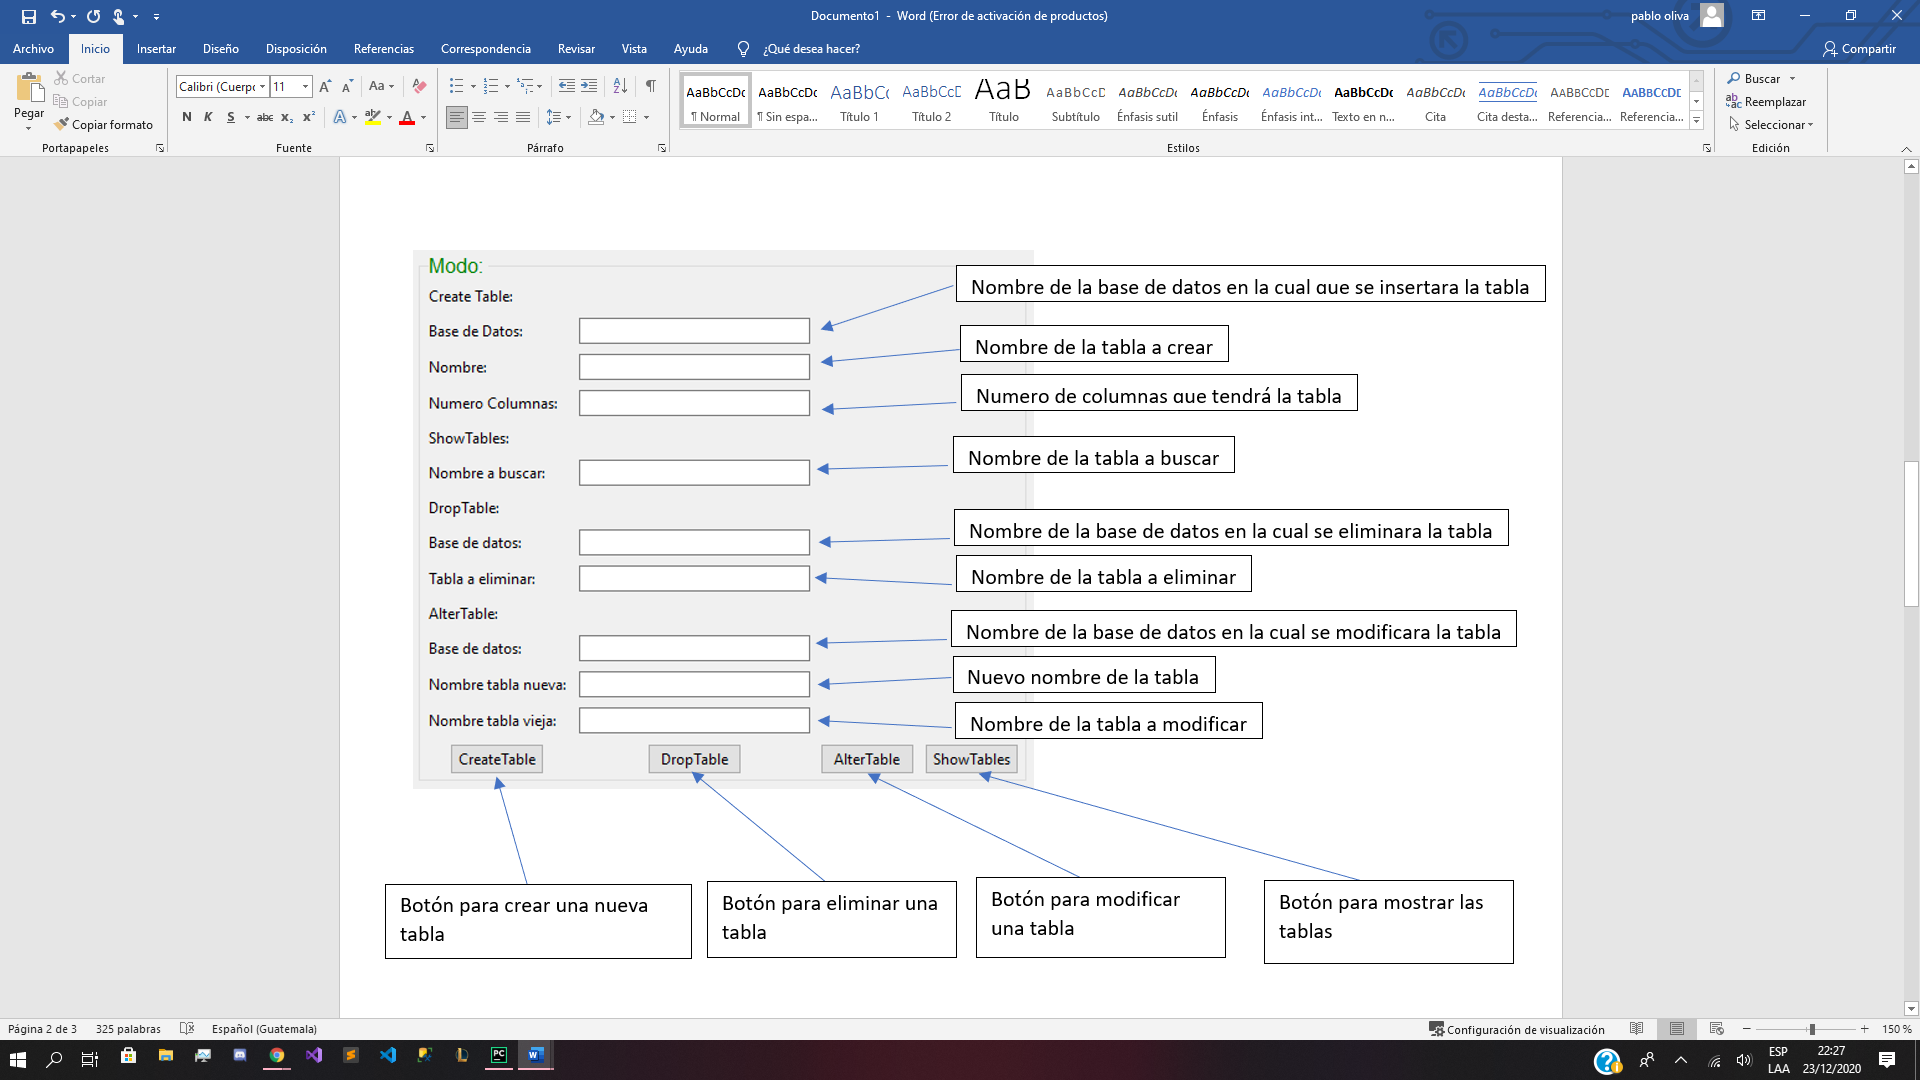 Documento1 - Word (Error de activación de productos)
pablo oliva
Archivo Inicio Insertar Diseño Disposición Referencias Correspondencia Revisar Vista Ayuda ¿Qué desea hacer? Compartir
Pegar
Cortar
Copiar
Copiar formato
Portapapeles
Calibri (Cuerpo 11
Fuente
Párrafo
AaBbCcDc AaBbCcDc AaBbCc AaBbCcD AaB AaBbCcD AaBbCcDc AaBbCcDc AaBbCcDc AaBbCcDc AaBbCcDc AaBbCcDc AABBCCDE AABBCCDE
¶ Normal ¶ Sin espa... Título 1 Título 2 Título Subtítulo Énfasis sutil Énfasis Énfasis int... Texto en n... Cita Cita desta... Referencia... Referencia...
Estilos
Buscar
Reemplazar
Seleccionar
Edición
Modo:
Create Table:
Base de Datos:
Nombre de la base de datos en la cual que se insertara la tabla
Nombre:
Nombre de la tabla a crear
Numero Columnas:
Numero de columnas que tendrá la tabla
ShowTables:
Nombre a buscar:
Nombre de la tabla a buscar
DropTable:
Base de datos:
Nombre de la base de datos en la cual se eliminara la tabla
Tabla a eliminar:
Nombre de la tabla a eliminar
AlterTable:
Base de datos:
Nombre de la base de datos en la cual se modificara la tabla
Nombre tabla nueva:
Nuevo nombre de la tabla
Nombre tabla vieja:
Nombre de la tabla a modificar
CreateTable DropTable AlterTable ShowTables
Botón para crear una nueva
tabla
Botón para eliminar una
tabla
Botón para modificar
una tabla
Botón para mostrar las
tablas
Página 2 de 3 325 palabras Español (Guatemala) Configuración de visualización 150 %
ESP
LAA
22:27
23/12/2020